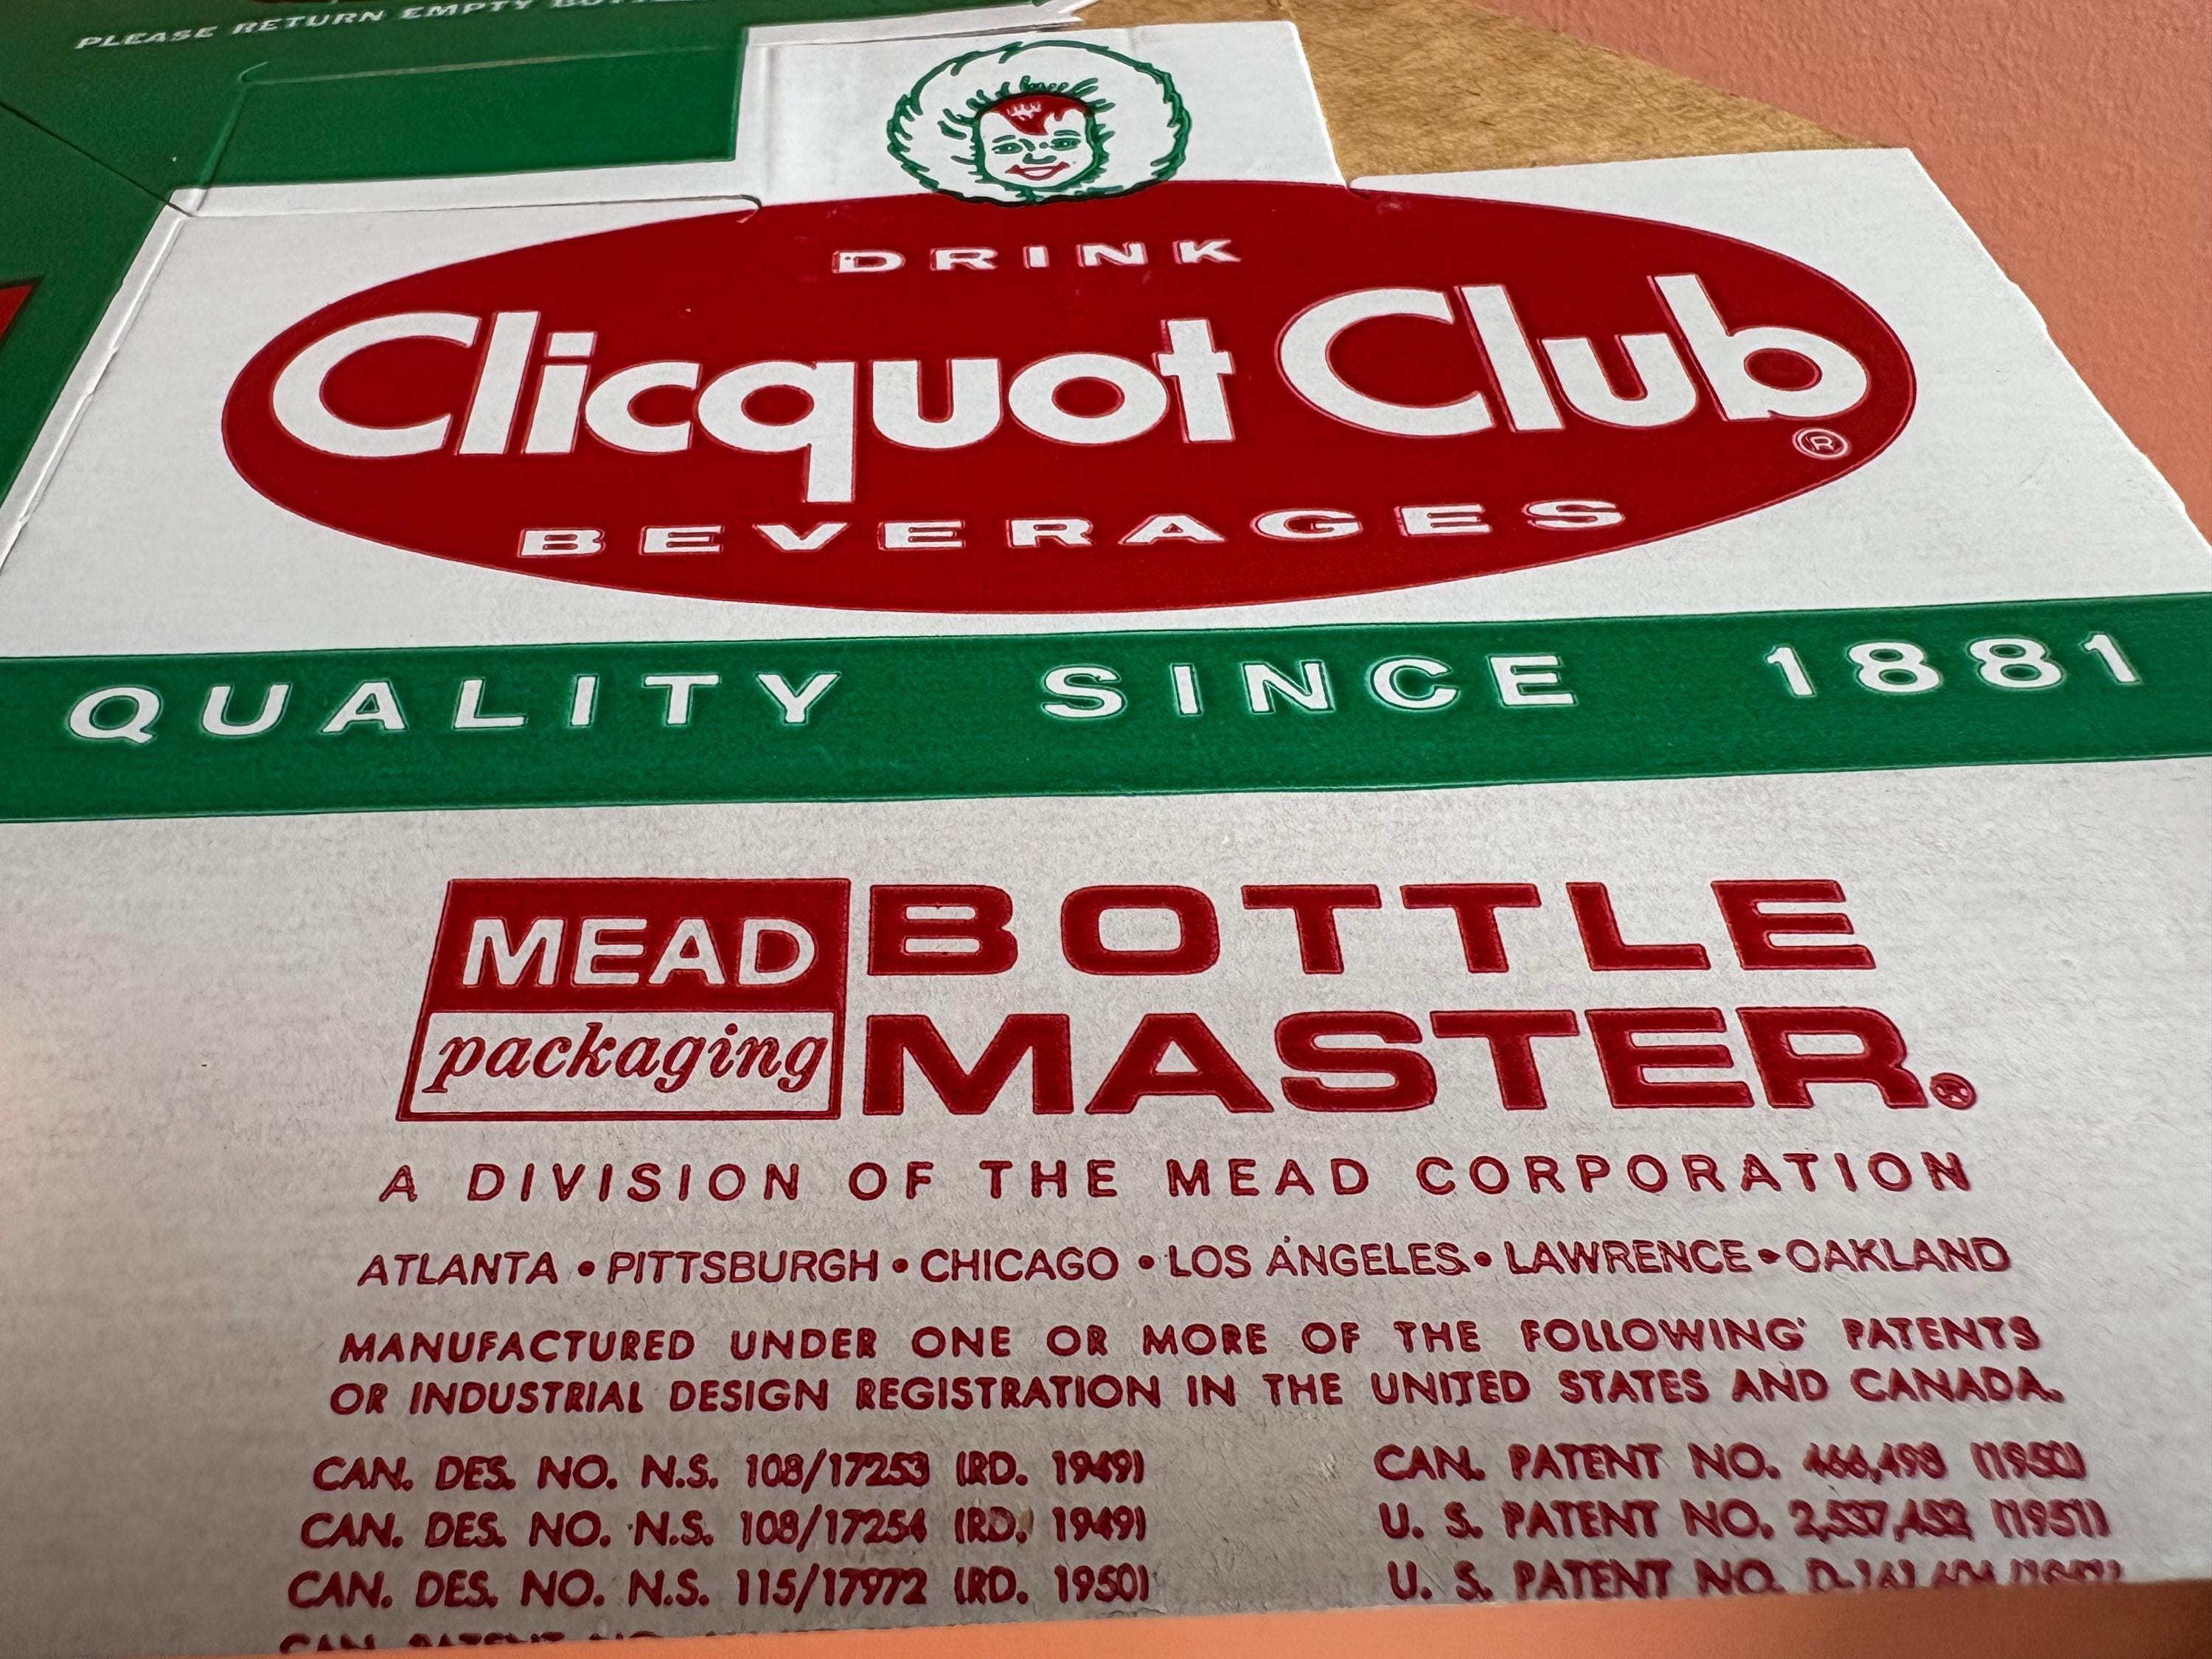 PLEASE RETURN EMPTY
DRINK
Clicquot Club
®
BEVERAGES
QUALITY SINCE 1881
MEAD
packaging
BOTTLE
MASTER.®
A DIVISION OF THE MEAD CORPORATION
ATLANTA • PITTSBURGH • CHICAGO • LOS ANGELES • LAWRENCE • OAKLAND
MANUFACTURED UNDER ONE OR MORE OF THE FOLLOWING PATENTS
OR INDUSTRIAL DESIGN REGISTRATION IN THE UNITED STATES AND CANADA.
CAN. DES. NO. N.S. 108/17253 (RD. 1949)
CAN. DES. NO. N.S. 108/17254 (RD. 1949)
CAN. DES. NO. N.S. 115/17972 (RD. 1950)
CAN. PATENT NO.
CAN. PATENT NO. 466,498 (1950)
U. S. PATENT NO. 2,537,452 (1951)
U. S. PATENT NO.